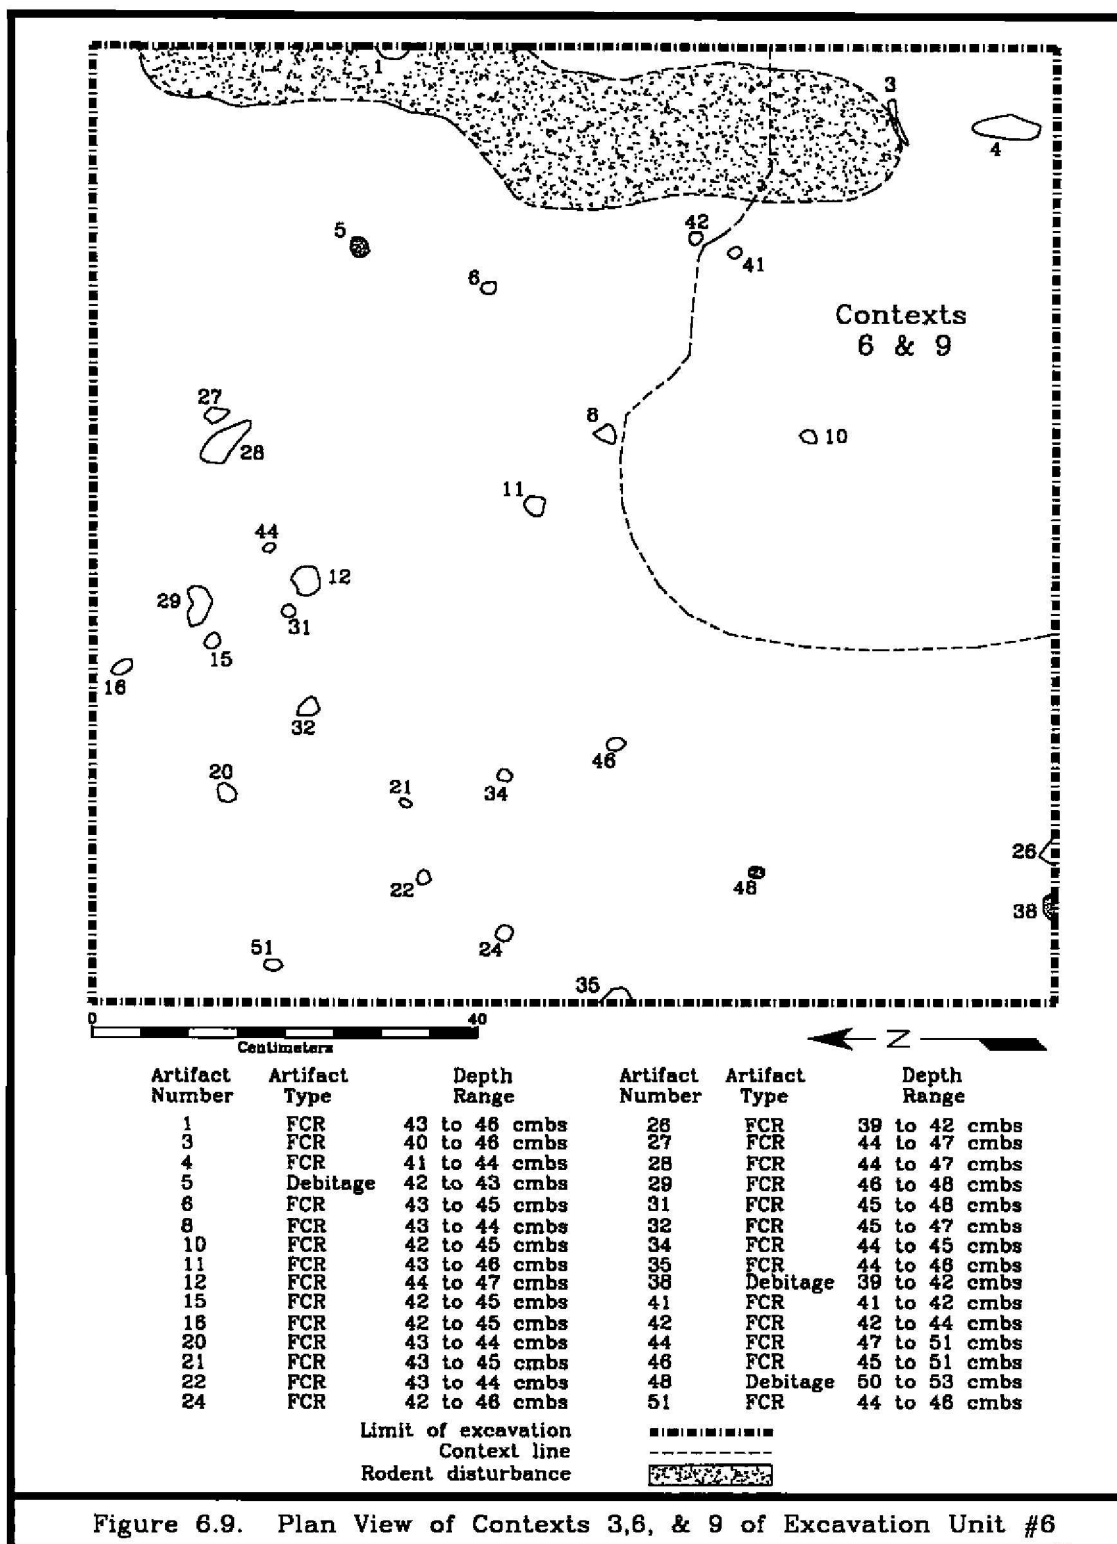 1
3
4
5
42
41
6
Contexts
6 & 9
27
28
8
10
11
44
12
29
31
15
16
32
46
20
21
34
26
22
48
38
24
51
35
0 40
Centimeters
N
Artifact Artifact Depth Artifact Artifact Depth
Number Type Range Number Type Range
1 FCR 43 to 46 cmbs 26 FCR 39 to 42 cmbs
3 FCR 40 to 46 cmbs 27 FCR 44 to 47 cmbs
4 FCR 41 to 44 cmbs 28 FCR 44 to 47 cmbs
5 Debitage 42 to 43 cmbs 29 FCR 46 to 48 cmbs
6 FCR 43 to 45 cmbs 31 FCR 45 to 48 cmbs
8 FCR 43 to 44 cmbs 32 FCR 45 to 47 cmbs
10 FCR 42 to 45 cmbs 34 FCR 44 to 45 cmbs
11 FCR 43 to 46 cmbs 35 FCR 44 to 46 cmbs
12 FCR 44 to 47 cmbs 38 Debitage 39 to 42 cmbs
15 FCR 42 to 45 cmbs 41 FCR 41 to 42 cmbs
16 FCR 42 to 45 cmbs 42 FCR 42 to 44 cmbs
20 FCR 43 to 44 cmbs 44 FCR 47 to 51 cmbs
21 FCR 43 to 45 cmbs 46 FCR 45 to 51 cmbs
22 FCR 43 to 44 cmbs 48 Debitage 50 to 53 cmbs
24 FCR 42 to 46 cmbs 51 FCR 44 to 46 cmbs
Limit of excavation
Context line
Rodent disturbance
Figure 6.9. Plan View of Contexts 3,6, & 9 of Excavation Unit #6